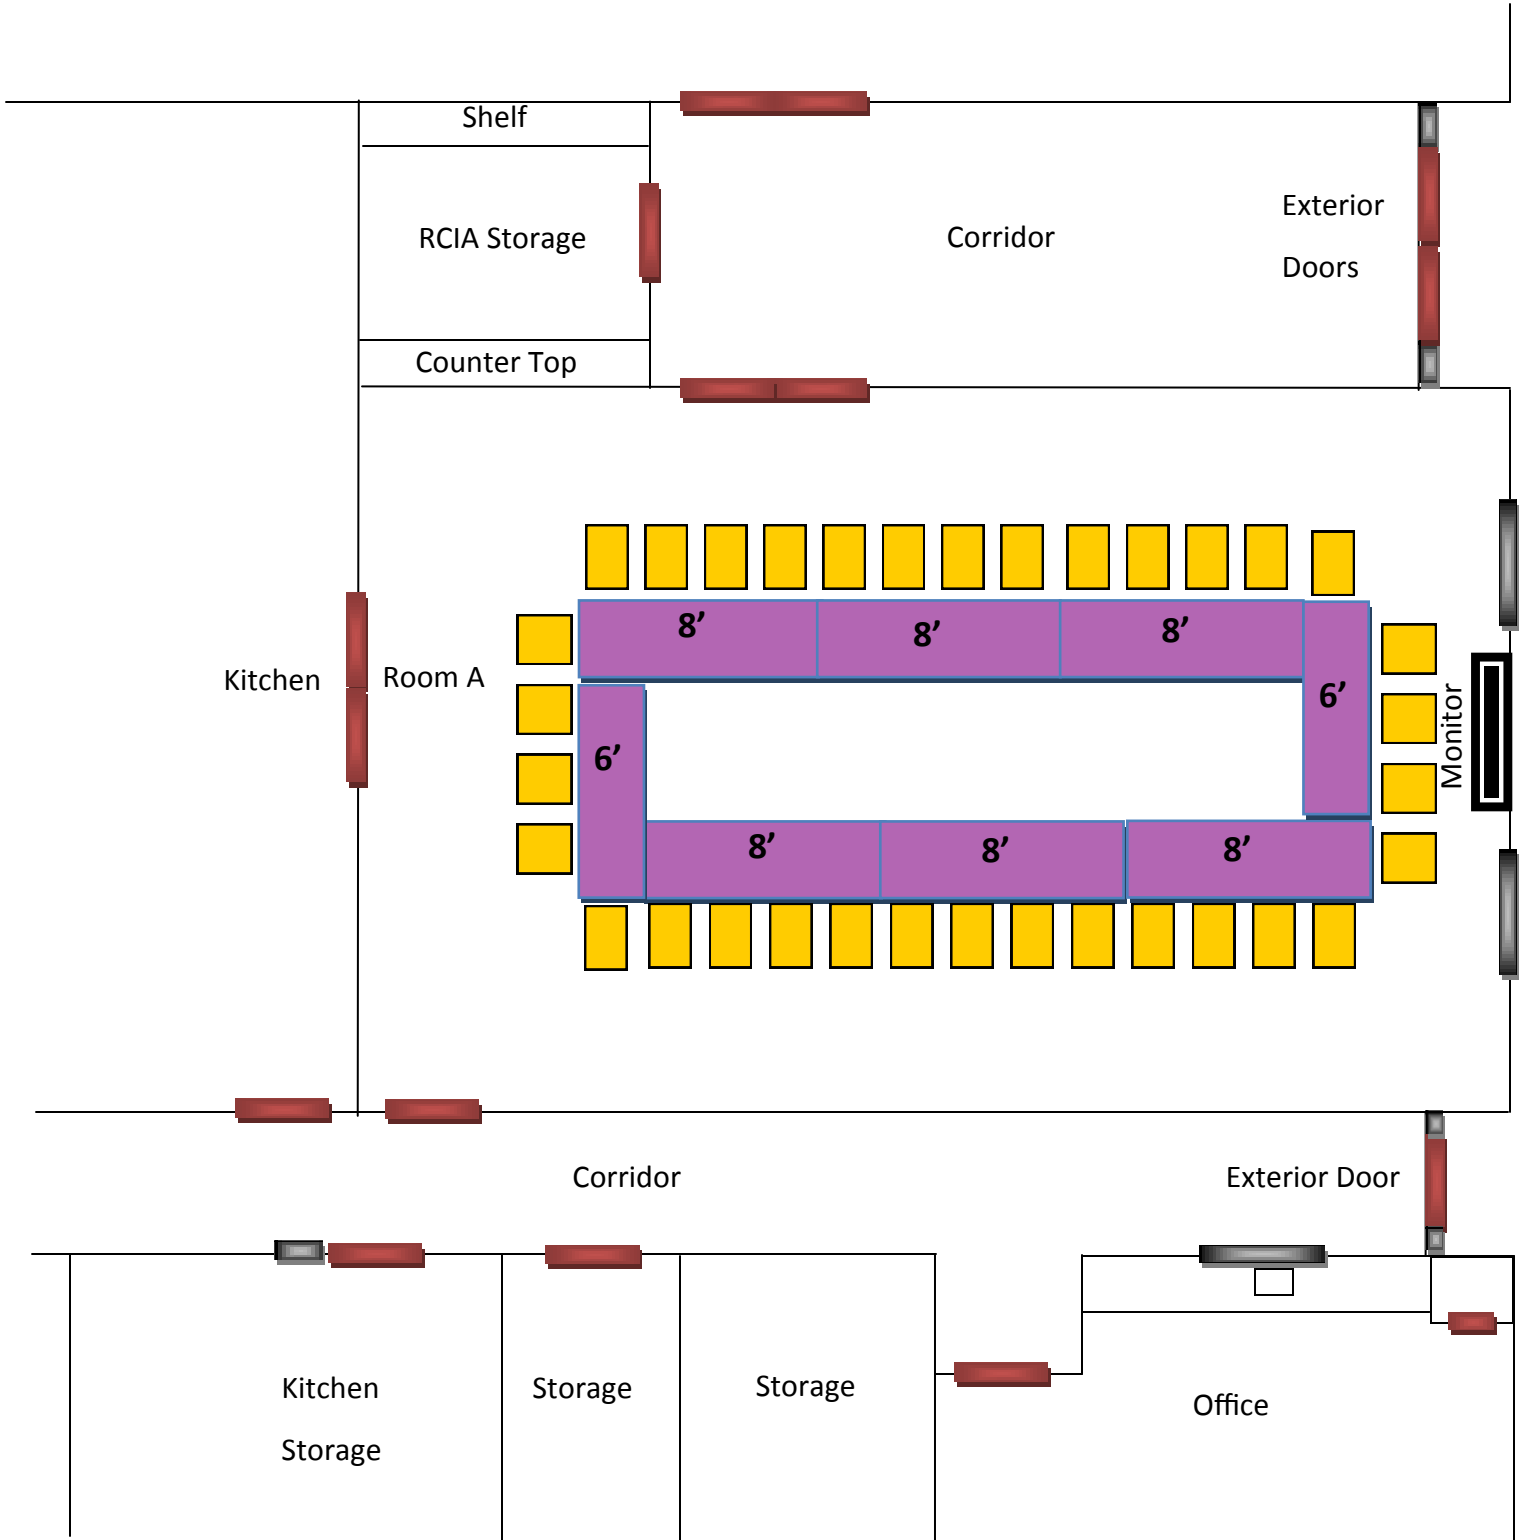 Shelf
RCIA Storage
Counter Top
Corridor
Exterior
Doors
Kitchen
Room A
8’
8’
8’
6’
6’
8’
8’
8’
Monitor
Corridor
Exterior Door
Kitchen
Storage
Storage
Storage
Office